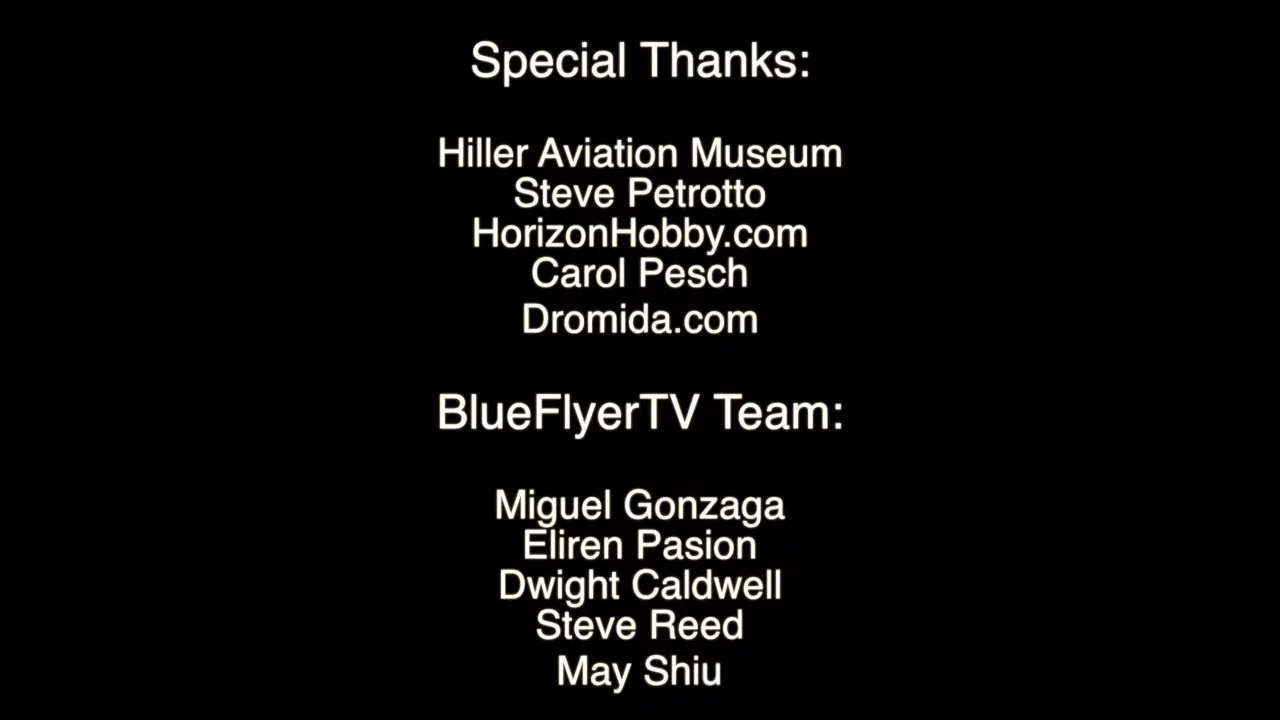 Special Thanks:
Hiller Aviation Museum
Steve Petrotto
HorizonHobby.com
Carol Pesch
Dromida.com
BlueFlyerTV Team:
Miguel Gonzaga
Eliren Pasion
Dwight Caldwell
Steve Reed
May Shiu